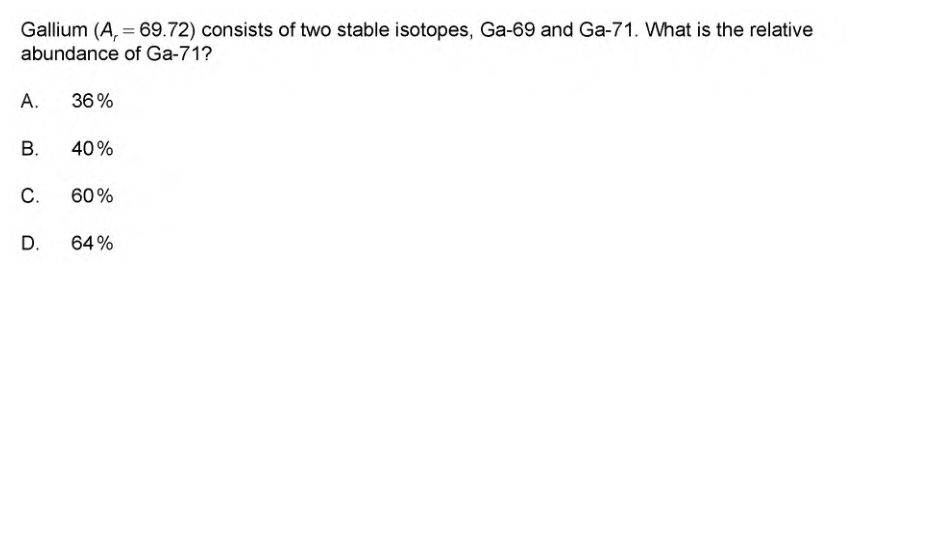 Gallium (Aᵣ = 69.72) consists of two stable isotopes, Ga-69 and Ga-71. What is the relative
abundance of Ga-71?
A. 36%
B. 40%
C. 60%
D. 64%